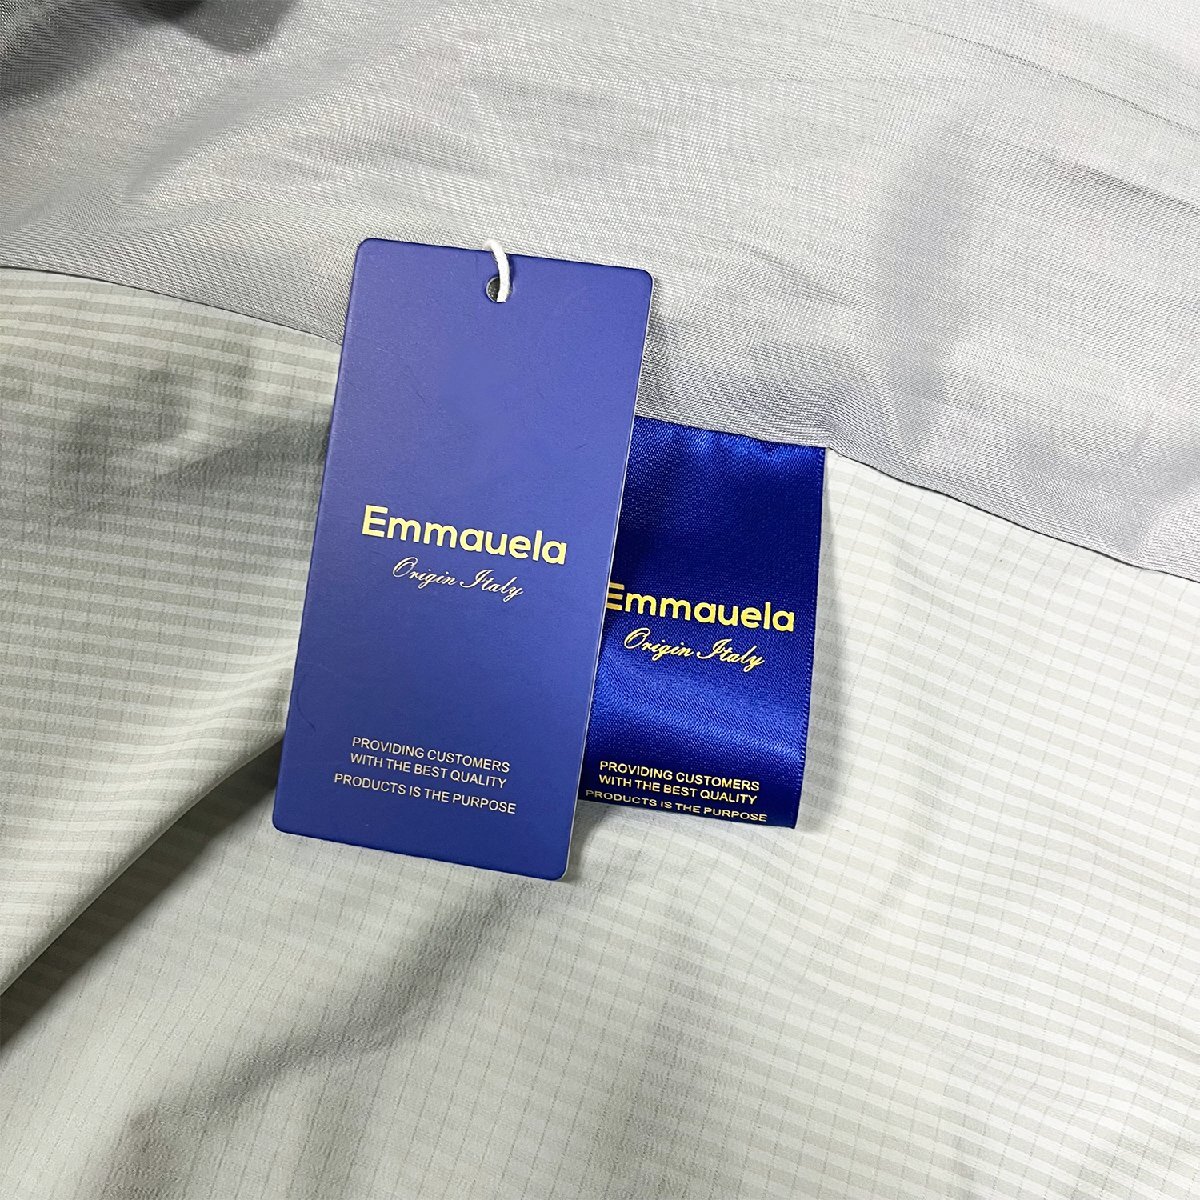 Emmauela
Origin Italy
PROVIDING CUSTOMERS
WITH THE BEST QUALITY
PRODUCTS IS THE PURPOSE
Emmauela
Origin Italy
PROVIDING CUSTOMERS
WITH THE BEST QUALITY
PRODUCTS IS THE PURPOSE